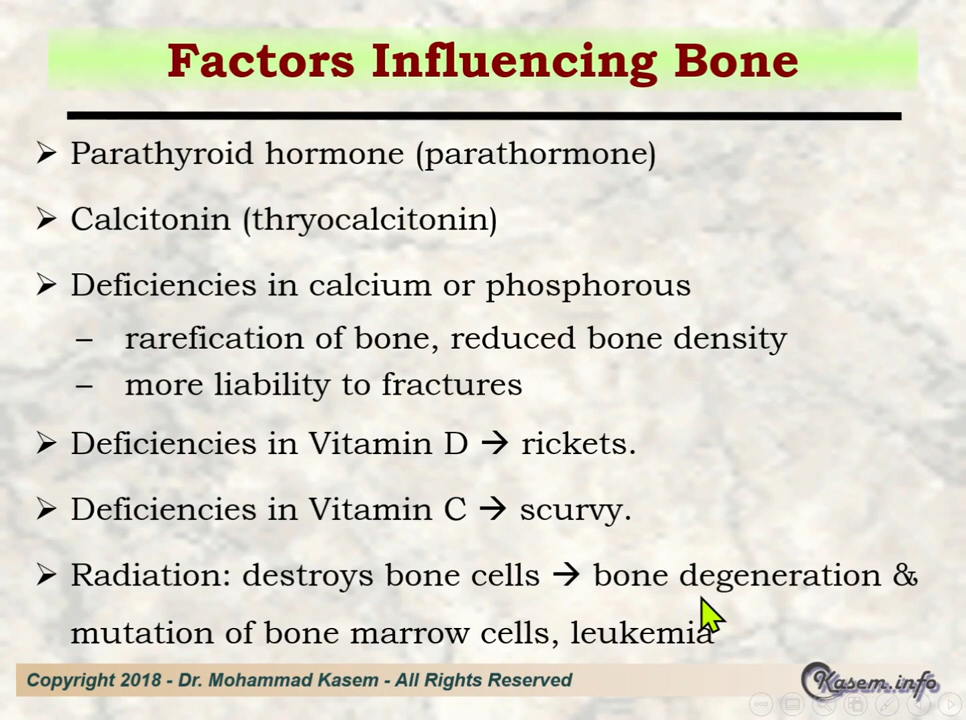 Factors Influencing Bone
➢ Parathyroid hormone (parathormone)
➢ Calcitonin (thryocalcitonin)
➢ Deficiencies in calcium or phosphorous
– rarefication of bone, reduced bone density
– more liability to fractures
➢ Deficiencies in Vitamin D → rickets.
➢ Deficiencies in Vitamin C → scurvy.
➢ Radiation: destroys bone cells → bone degeneration &
mutation of bone marrow cells, leukemia
Copyright 2018 - Dr. Mohammad Kasem - All Rights Reserved
Kasem.info